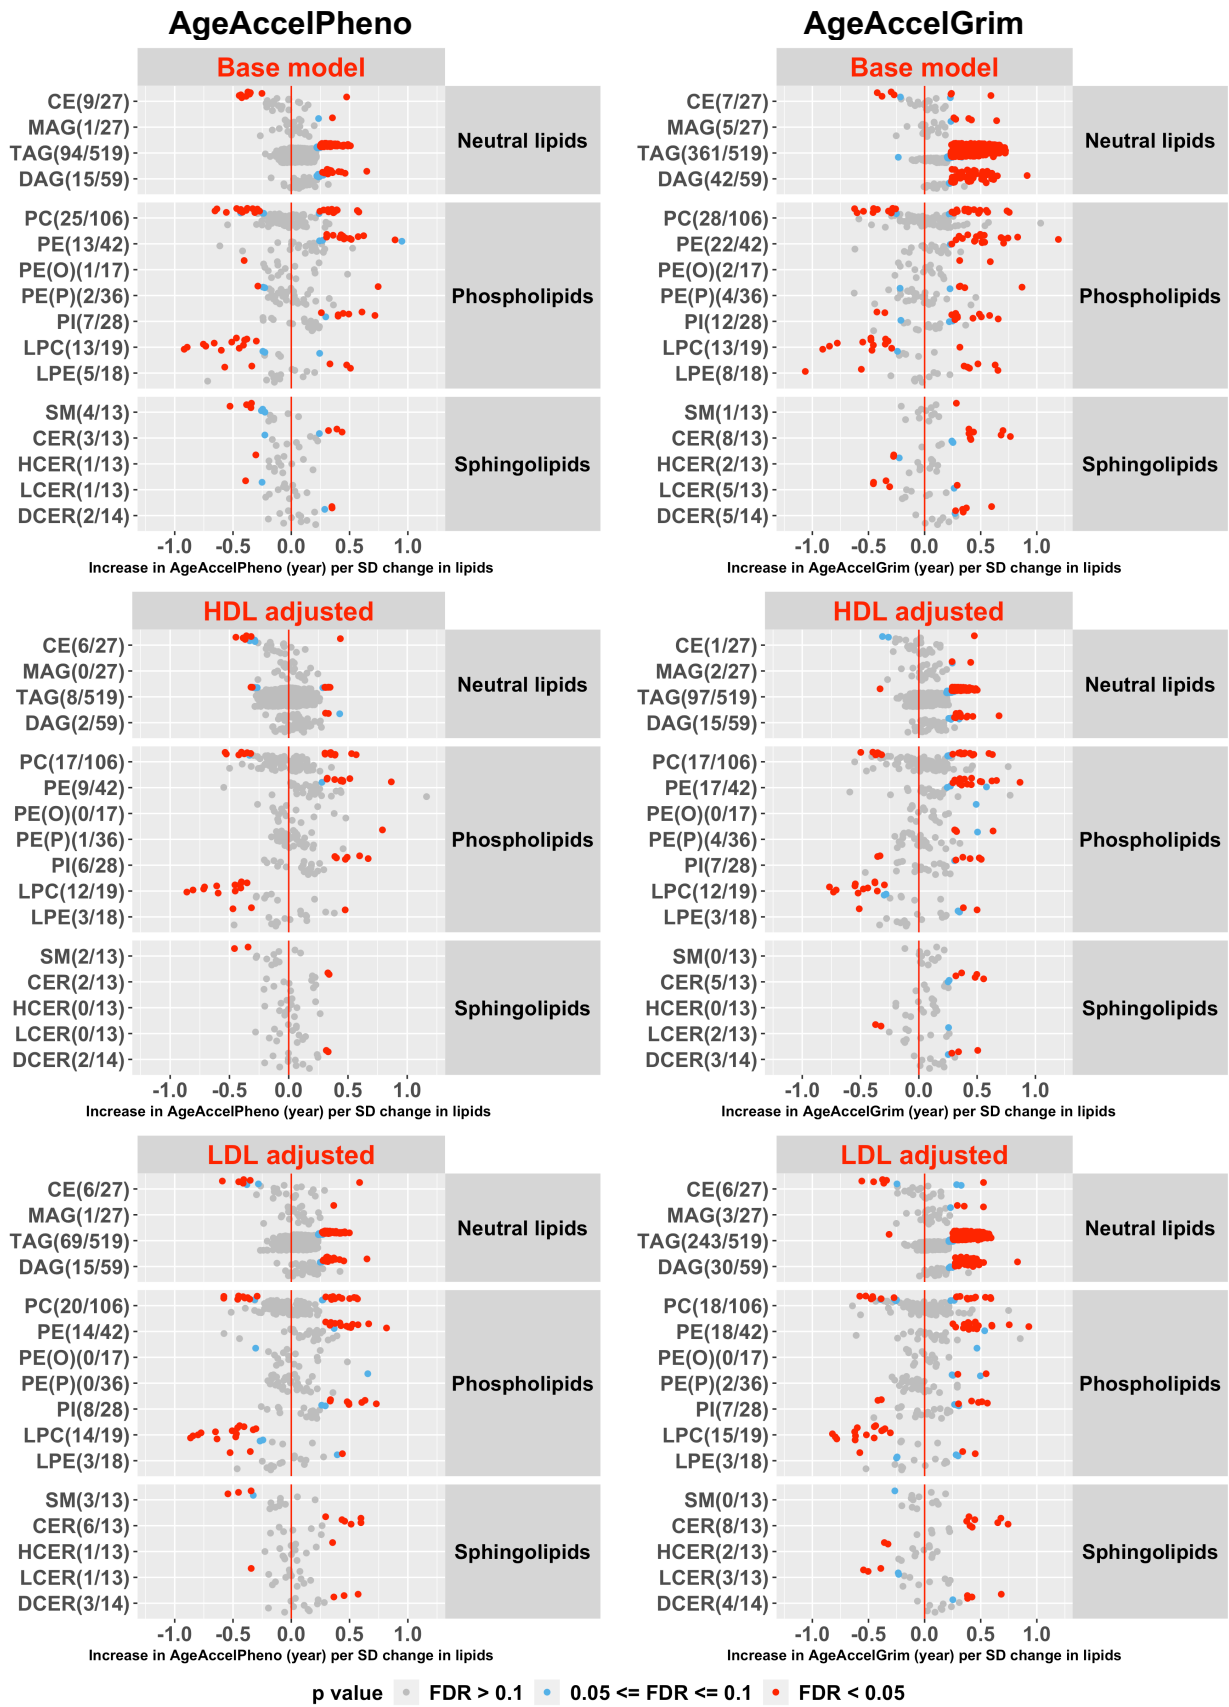 AgeAccelPheno
AgeAccelGrim
Base model
CE(9/27)
MAG(1/27)
TAG(94/519)
DAG(15/59)
Neutral lipids
PC(25/106)
PE(13/42)
PE(O)(1/17)
PE(P)(2/36)
PI(7/28)
LPC(13/19)
LPE(5/18)
Phospholipids
SM(4/13)
CER(3/13)
HCER(1/13)
LCER(1/13)
DCER(2/14)
Sphingolipids
-1.0 -0.5 0.0 0.5 1.0
Increase in AgeAccelPheno (year) per SD change in lipids
Base model
CE(7/27)
MAG(5/27)
TAG(361/519)
DAG(42/59)
Neutral lipids
PC(28/106)
PE(22/42)
PE(O)(2/17)
PE(P)(4/36)
PI(12/28)
LPC(13/19)
LPE(8/18)
Phospholipids
SM(1/13)
CER(8/13)
HCER(2/13)
LCER(5/13)
DCER(5/14)
Sphingolipids
-1.0 -0.5 0.0 0.5 1.0
Increase in AgeAccelGrim (year) per SD change in lipids
HDL adjusted
CE(6/27)
MAG(0/27)
TAG(8/519)
DAG(2/59)
Neutral lipids
PC(17/106)
PE(9/42)
PE(O)(0/17)
PE(P)(1/36)
PI(6/28)
LPC(12/19)
LPE(3/18)
Phospholipids
SM(2/13)
CER(2/13)
HCER(0/13)
LCER(0/13)
DCER(2/14)
Sphingolipids
-1.0 -0.5 0.0 0.5 1.0
Increase in AgeAccelPheno (year) per SD change in lipids
HDL adjusted
CE(1/27)
MAG(2/27)
TAG(97/519)
DAG(15/59)
Neutral lipids
PC(17/106)
PE(17/42)
PE(O)(0/17)
PE(P)(4/36)
PI(7/28)
LPC(12/19)
LPE(3/18)
Phospholipids
SM(0/13)
CER(5/13)
HCER(0/13)
LCER(2/13)
DCER(3/14)
Sphingolipids
-1.0 -0.5 0.0 0.5 1.0
Increase in AgeAccelGrim (year) per SD change in lipids
LDL adjusted
CE(6/27)
MAG(1/27)
TAG(69/519)
DAG(15/59)
Neutral lipids
PC(20/106)
PE(14/42)
PE(O)(0/17)
PE(P)(0/36)
PI(8/28)
LPC(14/19)
LPE(3/18)
Phospholipids
SM(3/13)
CER(6/13)
HCER(1/13)
LCER(1/13)
DCER(3/14)
Sphingolipids
-1.0 -0.5 0.0 0.5 1.0
Increase in AgeAccelPheno (year) per SD change in lipids
LDL adjusted
CE(6/27)
MAG(3/27)
TAG(243/519)
DAG(30/59)
Neutral lipids
PC(18/106)
PE(18/42)
PE(O)(0/17)
PE(P)(2/36)
PI(7/28)
LPC(15/19)
LPE(3/18)
Phospholipids
SM(0/13)
CER(8/13)
HCER(2/13)
LCER(3/13)
DCER(4/14)
Sphingolipids
-1.0 -0.5 0.0 0.5 1.0
Increase in AgeAccelGrim (year) per SD change in lipids
p value FDR > 0.1 0.05 <= FDR <= 0.1 FDR < 0.05